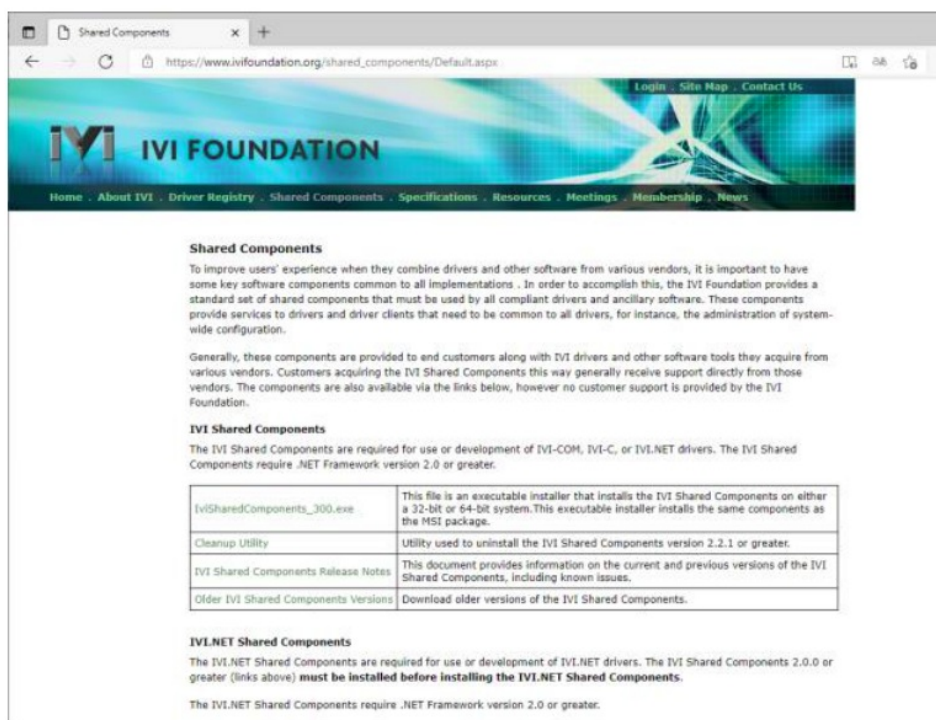 Shared Components
https://www.ivifoundation.org/shared_components/Default.aspx
Login . Site Map . Contact Us
IVI IVI FOUNDATION
Home . About IVI . Driver Registry . Shared Components . Specifications . Resources . Meetings . Membership . News
Shared Components
To improve users' experience when they combine drivers and other software from various vendors, it is important to have
some key software components common to all implementations . In order to accomplish this, the IVI Foundation provides a
standard set of shared components that must be used by all compliant drivers and ancillary software. These components
provide services to drivers and driver clients that need to be common to all drivers, for instance, the administration of system-
wide configuration.
Generally, these components are provided to end customers along with IVI drivers and other software tools they acquire from
various vendors. Customers acquiring the IVI Shared Components this way generally receive support directly from those
vendors. The components are also available via the links below, however no customer support is provided by the IVI
Foundation.
IVI Shared Components
The IVI Shared Components are required for use or development of IVI-COM, IVI-C, or IVI.NET drivers. The IVI Shared
Components require .NET Framework version 2.0 or greater.
IviSharedComponents_300.exe
This file is an executable installer that installs the IVI Shared Components on either
a 32-bit or 64-bit system.This executable installer installs the same components as
the MSI package.
Cleanup Utility
Utility used to uninstall the IVI Shared Components version 2.2.1 or greater.
IVI Shared Components Release Notes
This document provides information on the current and previous versions of the IVI
Shared Components, including known issues.
Older IVI Shared Components Versions
Download older versions of the IVI Shared Components.
IVI.NET Shared Components
The IVI.NET Shared Components are required for use or development of IVI.NET drivers. The IVI Shared Components 2.0.0 or
greater (links above) must be installed before installing the IVI.NET Shared Components.
The IVI.NET Shared Components require .NET Framework version 2.0 or greater.